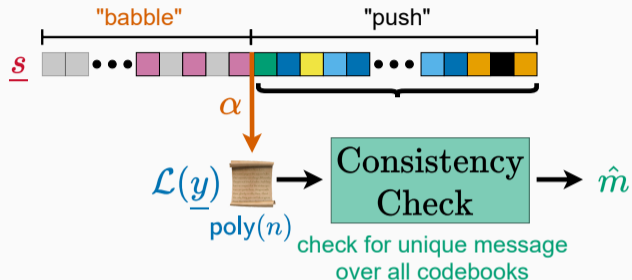 "babble" "push"
s
α
ℒ(y) Consistency Check m̂
poly(n)
check for unique message
over all codebooks